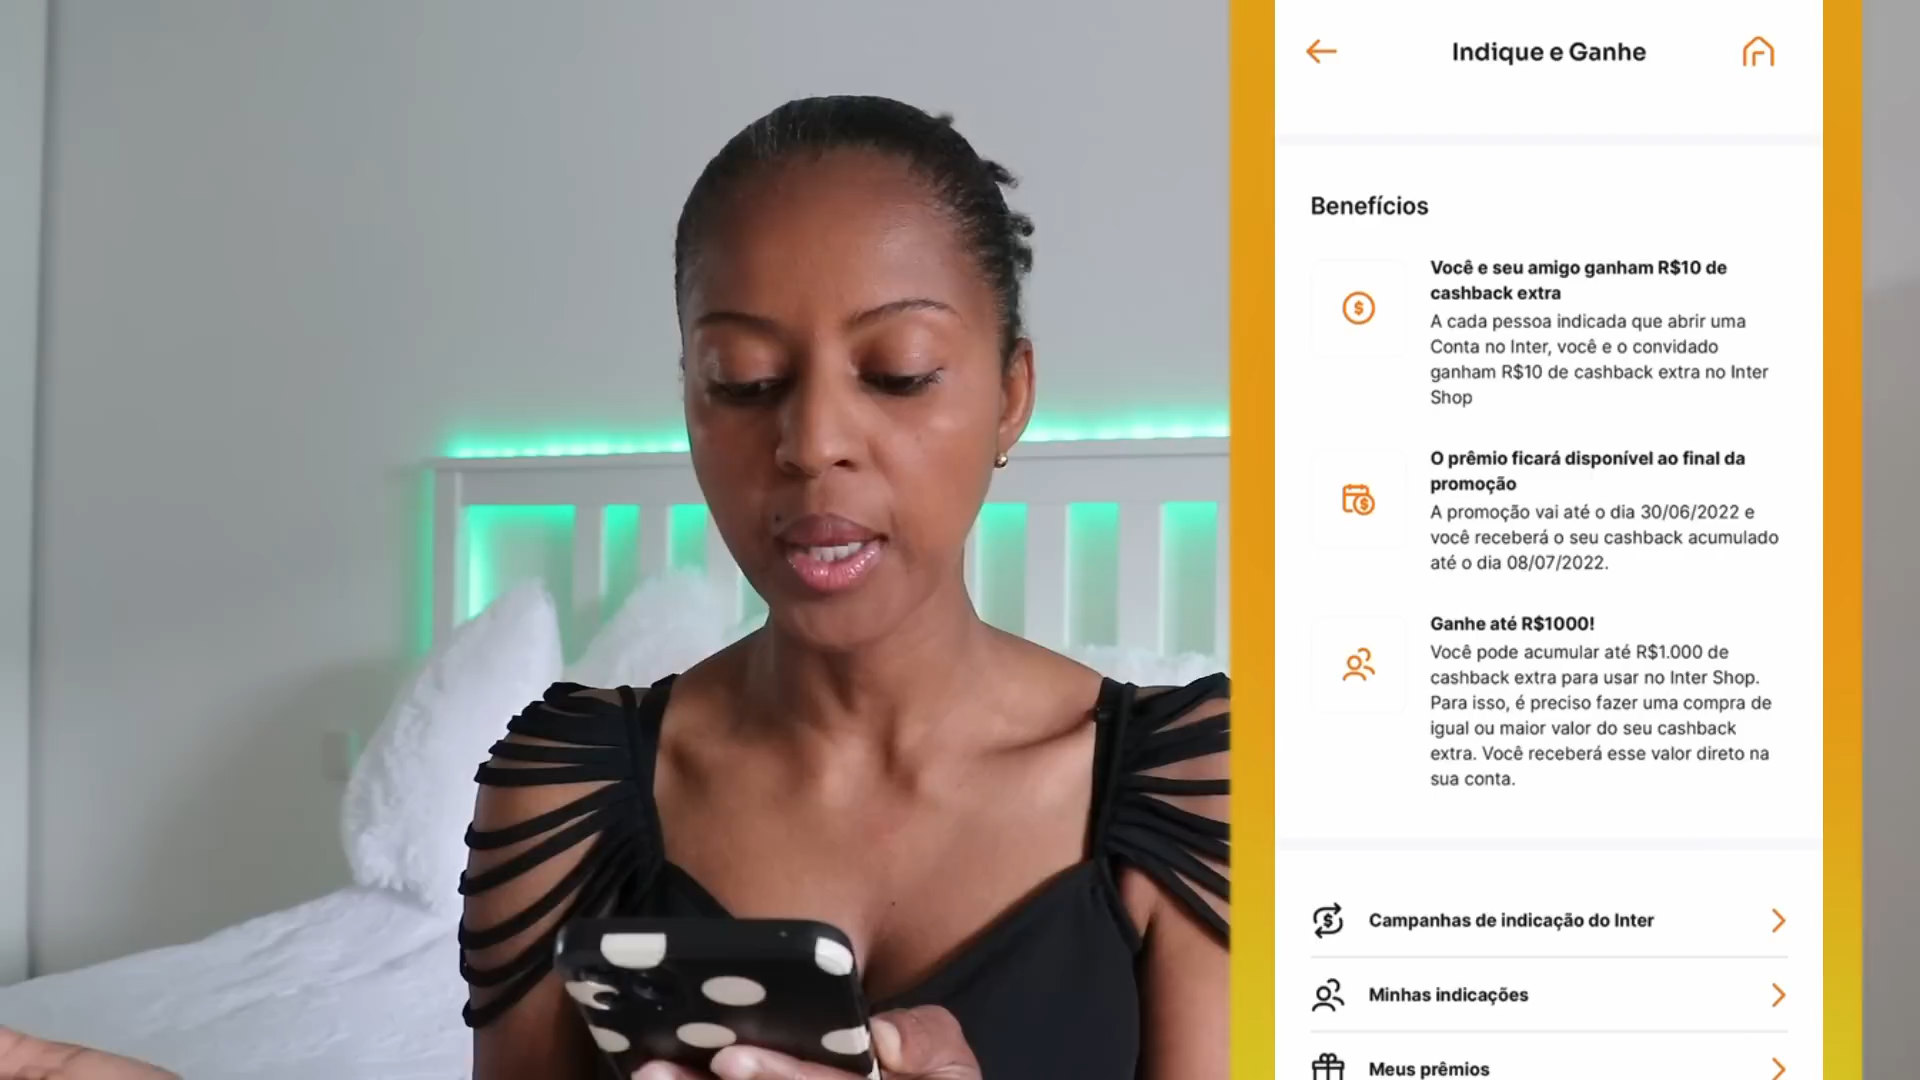 Indique e Ganhe
Benefícios
Você e seu amigo ganham R$10 de
cashback extra
A cada pessoa indicada que abrir uma
Conta no Inter, você e o convidado
ganham R$10 de cashback extra no Inter
Shop
O prêmio ficará disponível ao final da
promoção
A promoção vai até o dia 30/06/2022 e
você receberá o seu cashback acumulado
até o dia 08/07/2022.
Ganhe até R$1000!
Você pode acumular até R$1.000 de
cashback extra para usar no Inter Shop.
Para isso, é preciso fazer uma compra de
igual ou maior valor do seu cashback
extra. Você receberá esse valor direto na
sua conta.
Campanhas de indicação do Inter
Minhas indicações
Meus prêmios